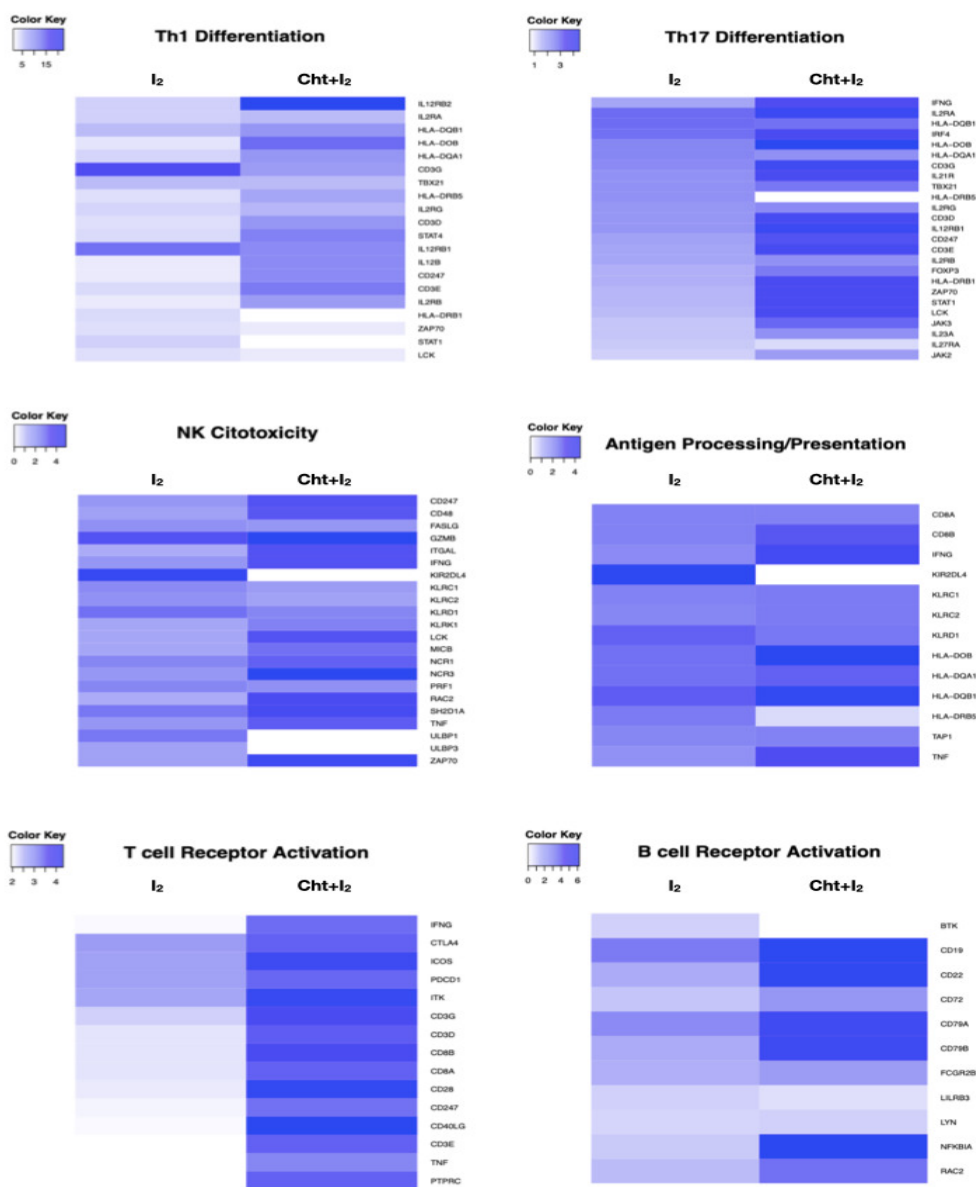 Color Key
5 15
Th1 Differentiation
I₂ Cht+I₂
IL12RB2
IL2RA
HLA-DQB1
HLA-DOB
HLA-DQA1
CD3G
TBX21
HLA-DRB5
IL2RG
CD3D
STAT4
IL12RB1
IL12B
CD247
CD3E
IL2RB
HLA-DRB1
ZAP70
STAT1
LCK
Color Key
1 3
Th17 Differentiation
I₂ Cht+I₂
IFNG
IL2RA
HLA-DQB1
IRF4
HLA-DOB
HLA-DQA1
CD3G
IL21R
TBX21
HLA-DRB5
IL2RG
CD3D
IL12RB1
CD247
CD3E
IL2RB
FOXP3
HLA-DRB1
ZAP70
STAT1
LCK
JAK3
IL23A
IL27RA
JAK2
Color Key
0 2 4
NK Citotoxicity
I₂ Cht+I₂
CD247
CD48
FASLG
GZMB
ITGAL
IFNG
KIR2DL4
KLRC1
KLRC2
KLRD1
KLRK1
LCK
MICB
NCR1
NCR3
PRF1
RAC2
SH2D1A
TNF
ULBP1
ULBP3
ZAP70
Color Key
0 2 4
Antigen Processing/Presentation
I₂ Cht+I₂
CD8A
CD8B
IFNG
KIR2DL4
KLRC1
KLRC2
KLRD1
HLA-DOB
HLA-DQA1
HLA-DQB1
HLA-DRB5
TAP1
TNF
Color Key
2 3 4
T cell Receptor Activation
I₂ Cht+I₂
IFNG
CTLA4
ICOS
PDCD1
ITK
CD3G
CD3D
CD8B
CD8A
CD28
CD247
CD40LG
CD3E
TNF
PTPRC
Color Key
0 2 4 6
B cell Receptor Activation
I₂ Cht+I₂
BTK
CD19
CD22
CD72
CD79A
CD79B
FCGR2B
LILRB3
LYN
NFKBIA
RAC2